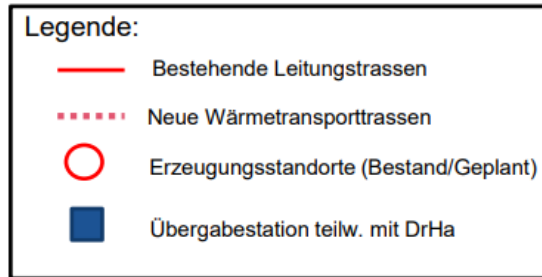 Legende:
Bestehende Leitungstrassen
Neue Wärmetransporttrassen
Erzeugungsstandorte (Bestand/Geplant)
Übergabestation teilw. mit DrHa